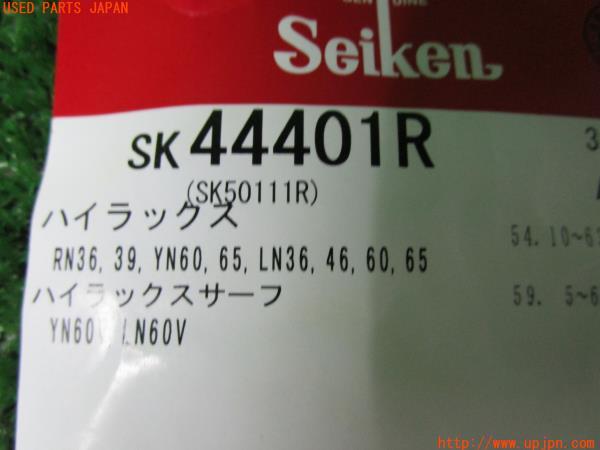 USED PARTS JAPAN
Seiken
SK 44401R
(SK50111R)
ハイラックス
RN36, 39, YN60, 65, LN36, 46, 60, 65
54. 10~6
ハイラックスサーフ
59. 5~6
YN60V LN60V
http://www.upjpn.com